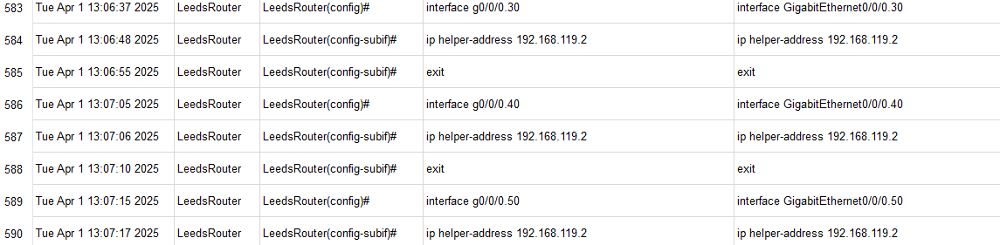 583 Tue Apr 1 13:06:37 2025 LeedsRouter LeedsRouter(config)# interface g0/0/0.30 interface GigabitEthernet0/0/0.30
584 Tue Apr 1 13:06:48 2025 LeedsRouter LeedsRouter(config-subif)# ip helper-address 192.168.119.2 ip helper-address 192.168.119.2
585 Tue Apr 1 13:06:55 2025 LeedsRouter LeedsRouter(config-subif)# exit exit
586 Tue Apr 1 13:07:05 2025 LeedsRouter LeedsRouter(config)# interface g0/0/0.40 interface GigabitEthernet0/0/0.40
587 Tue Apr 1 13:07:06 2025 LeedsRouter LeedsRouter(config-subif)# ip helper-address 192.168.119.2 ip helper-address 192.168.119.2
588 Tue Apr 1 13:07:10 2025 LeedsRouter LeedsRouter(config-subif)# exit exit
589 Tue Apr 1 13:07:15 2025 LeedsRouter LeedsRouter(config)# interface g0/0/0.50 interface GigabitEthernet0/0/0.50
590 Tue Apr 1 13:07:17 2025 LeedsRouter LeedsRouter(config-subif)# ip helper-address 192.168.119.2 ip helper-address 192.168.119.2